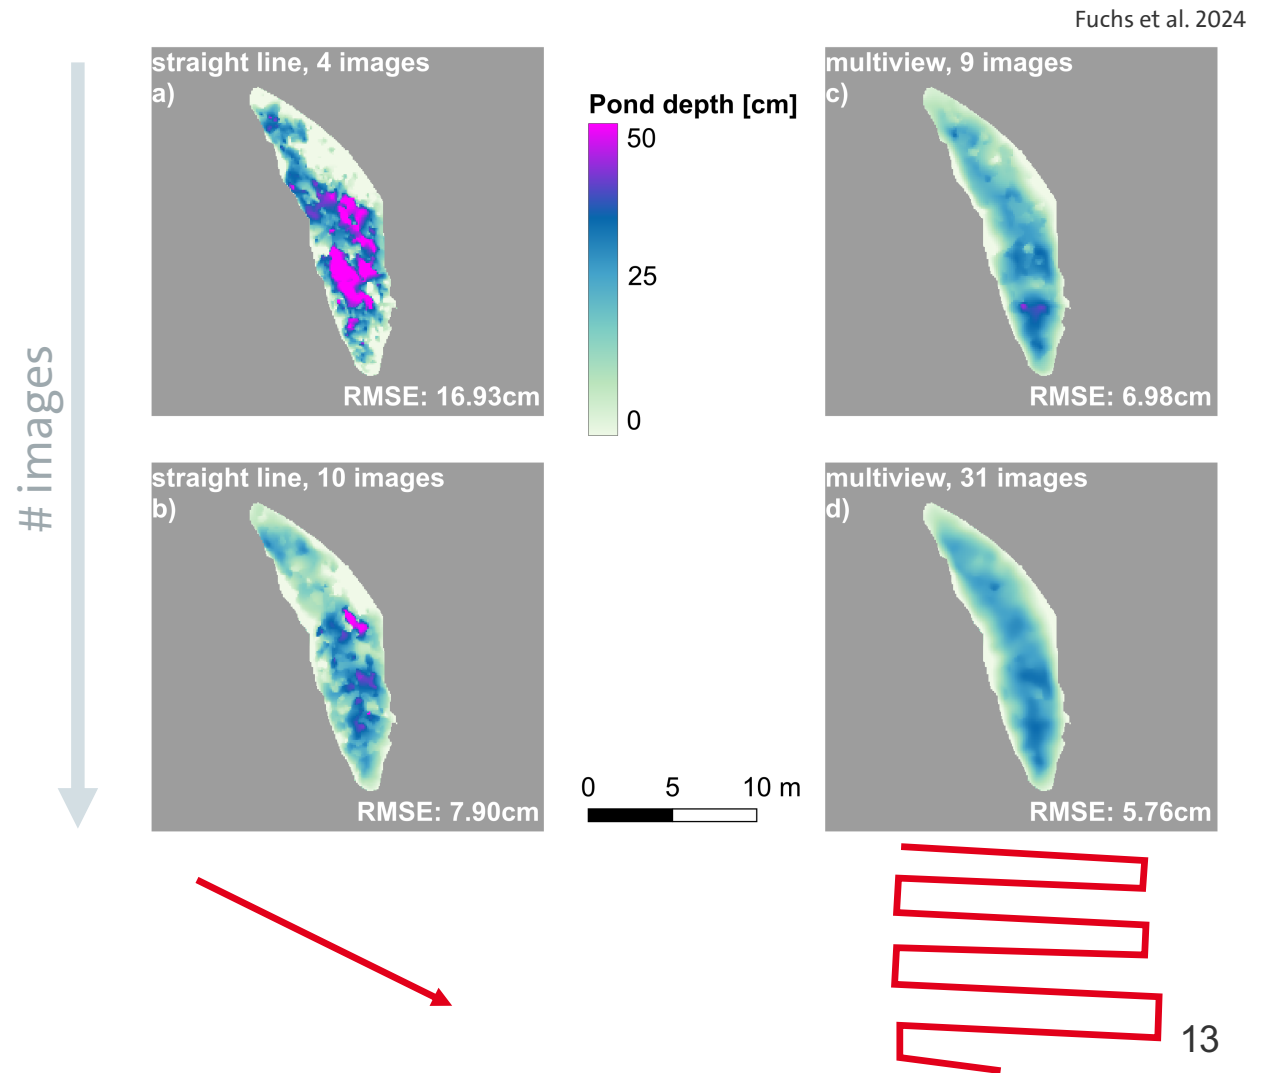 Fuchs et al. 2024
# images
straight line, 4 images
a)
RMSE: 16.93cm
Pond depth [cm]
50
25
0
multiview, 9 images
c)
RMSE: 6.98cm
straight line, 10 images
b)
RMSE: 7.90cm
0 5 10 m
multiview, 31 images
d)
RMSE: 5.76cm
13